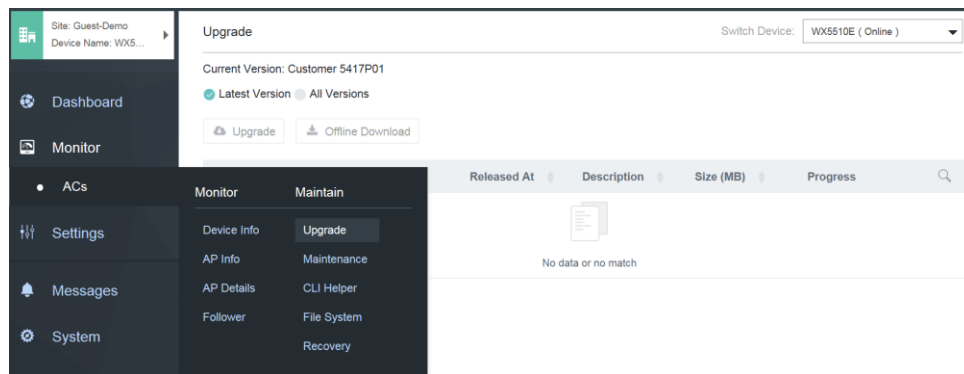 Site: Guest-Demo
Device Name: WX5...
Upgrade
Switch Device:
WX5510E ( Online )
Current Version: Customer 5417P01
Latest Version
All Versions
Upgrade
Offline Download
Dashboard
Monitor
ACs
Settings
Messages
System
Monitor
Maintain
Device Info
Upgrade
AP Info
Maintenance
AP Details
CLI Helper
Follower
File System
Recovery
Released At
Description
Size (MB)
Progress
No data or no match